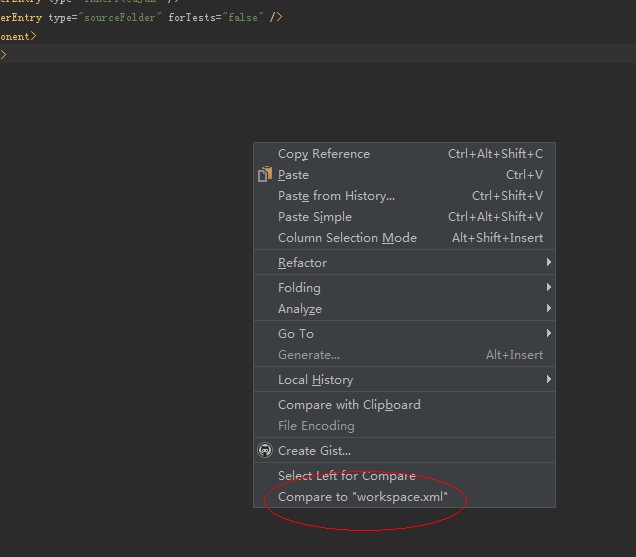 type="sourceFolder" forTests="false" />
>
Copy Reference Ctrl+Alt+Shift+C
Paste Ctrl+V
Paste from History... Ctrl+Shift+V
Paste Simple Ctrl+Alt+Shift+V
Column Selection Mode Alt+Shift+Insert
Refactor
Folding
Analyze
Go To
Generate... Alt+Insert
Local History
Compare with Clipboard
File Encoding
Create Gist...
Select Left for Compare
Compare to "workspace.xml"